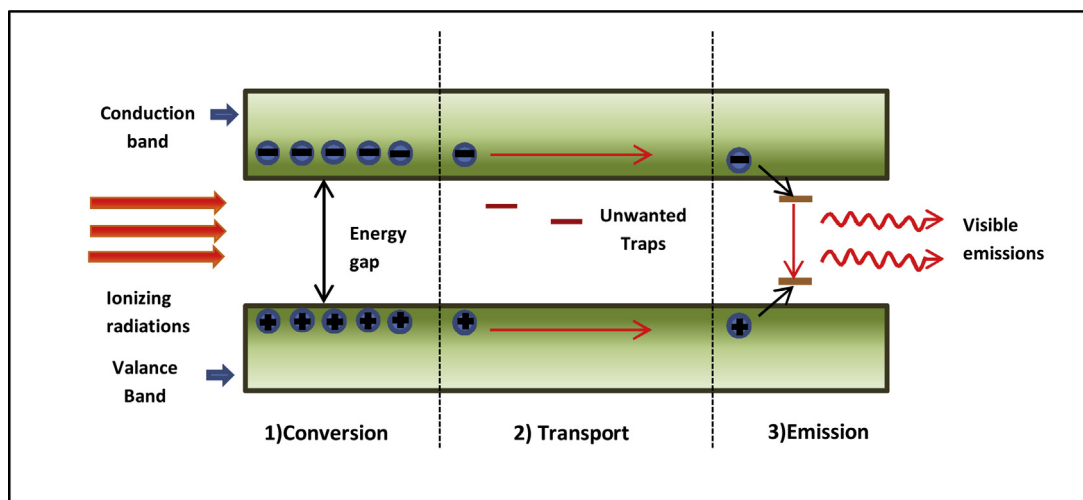 Conduction
band
Energy
gap
Unwanted
Traps
Visible
emissions
Ionizing
radiations
Valance
Band
1)Conversion
2) Transport
3)Emission